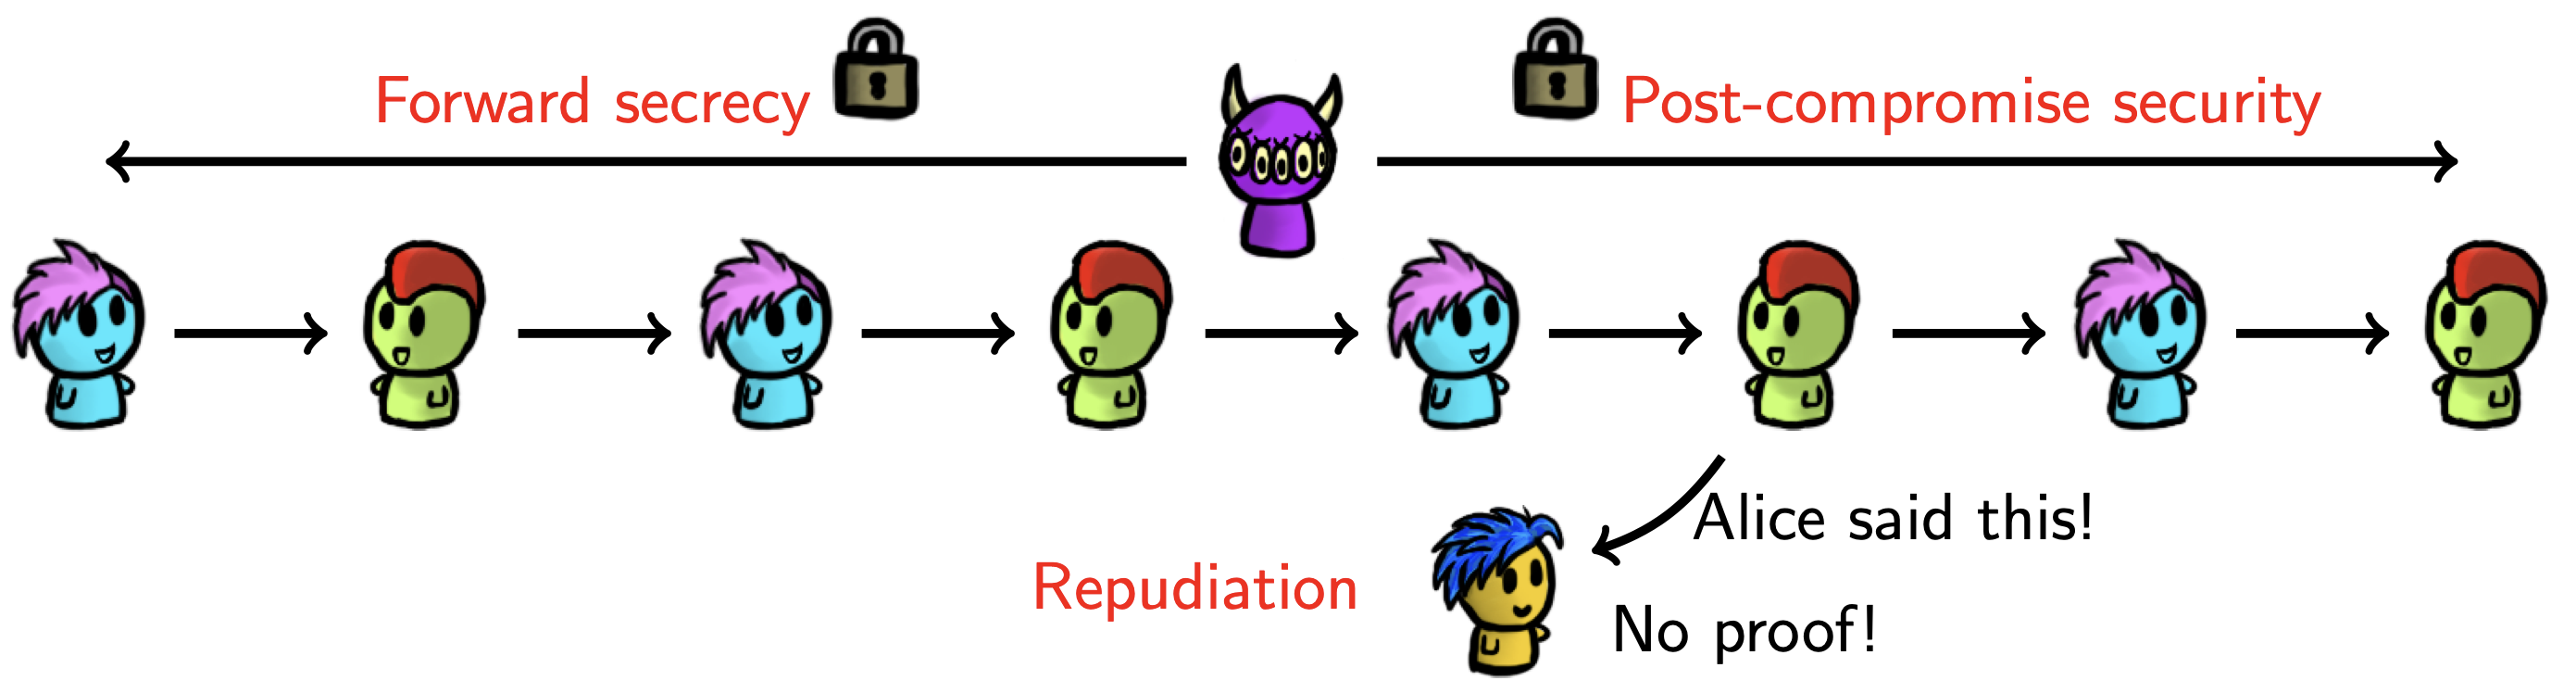 Forward secrecy
Post-compromise security
Alice said this!
Repudiation
No proof!